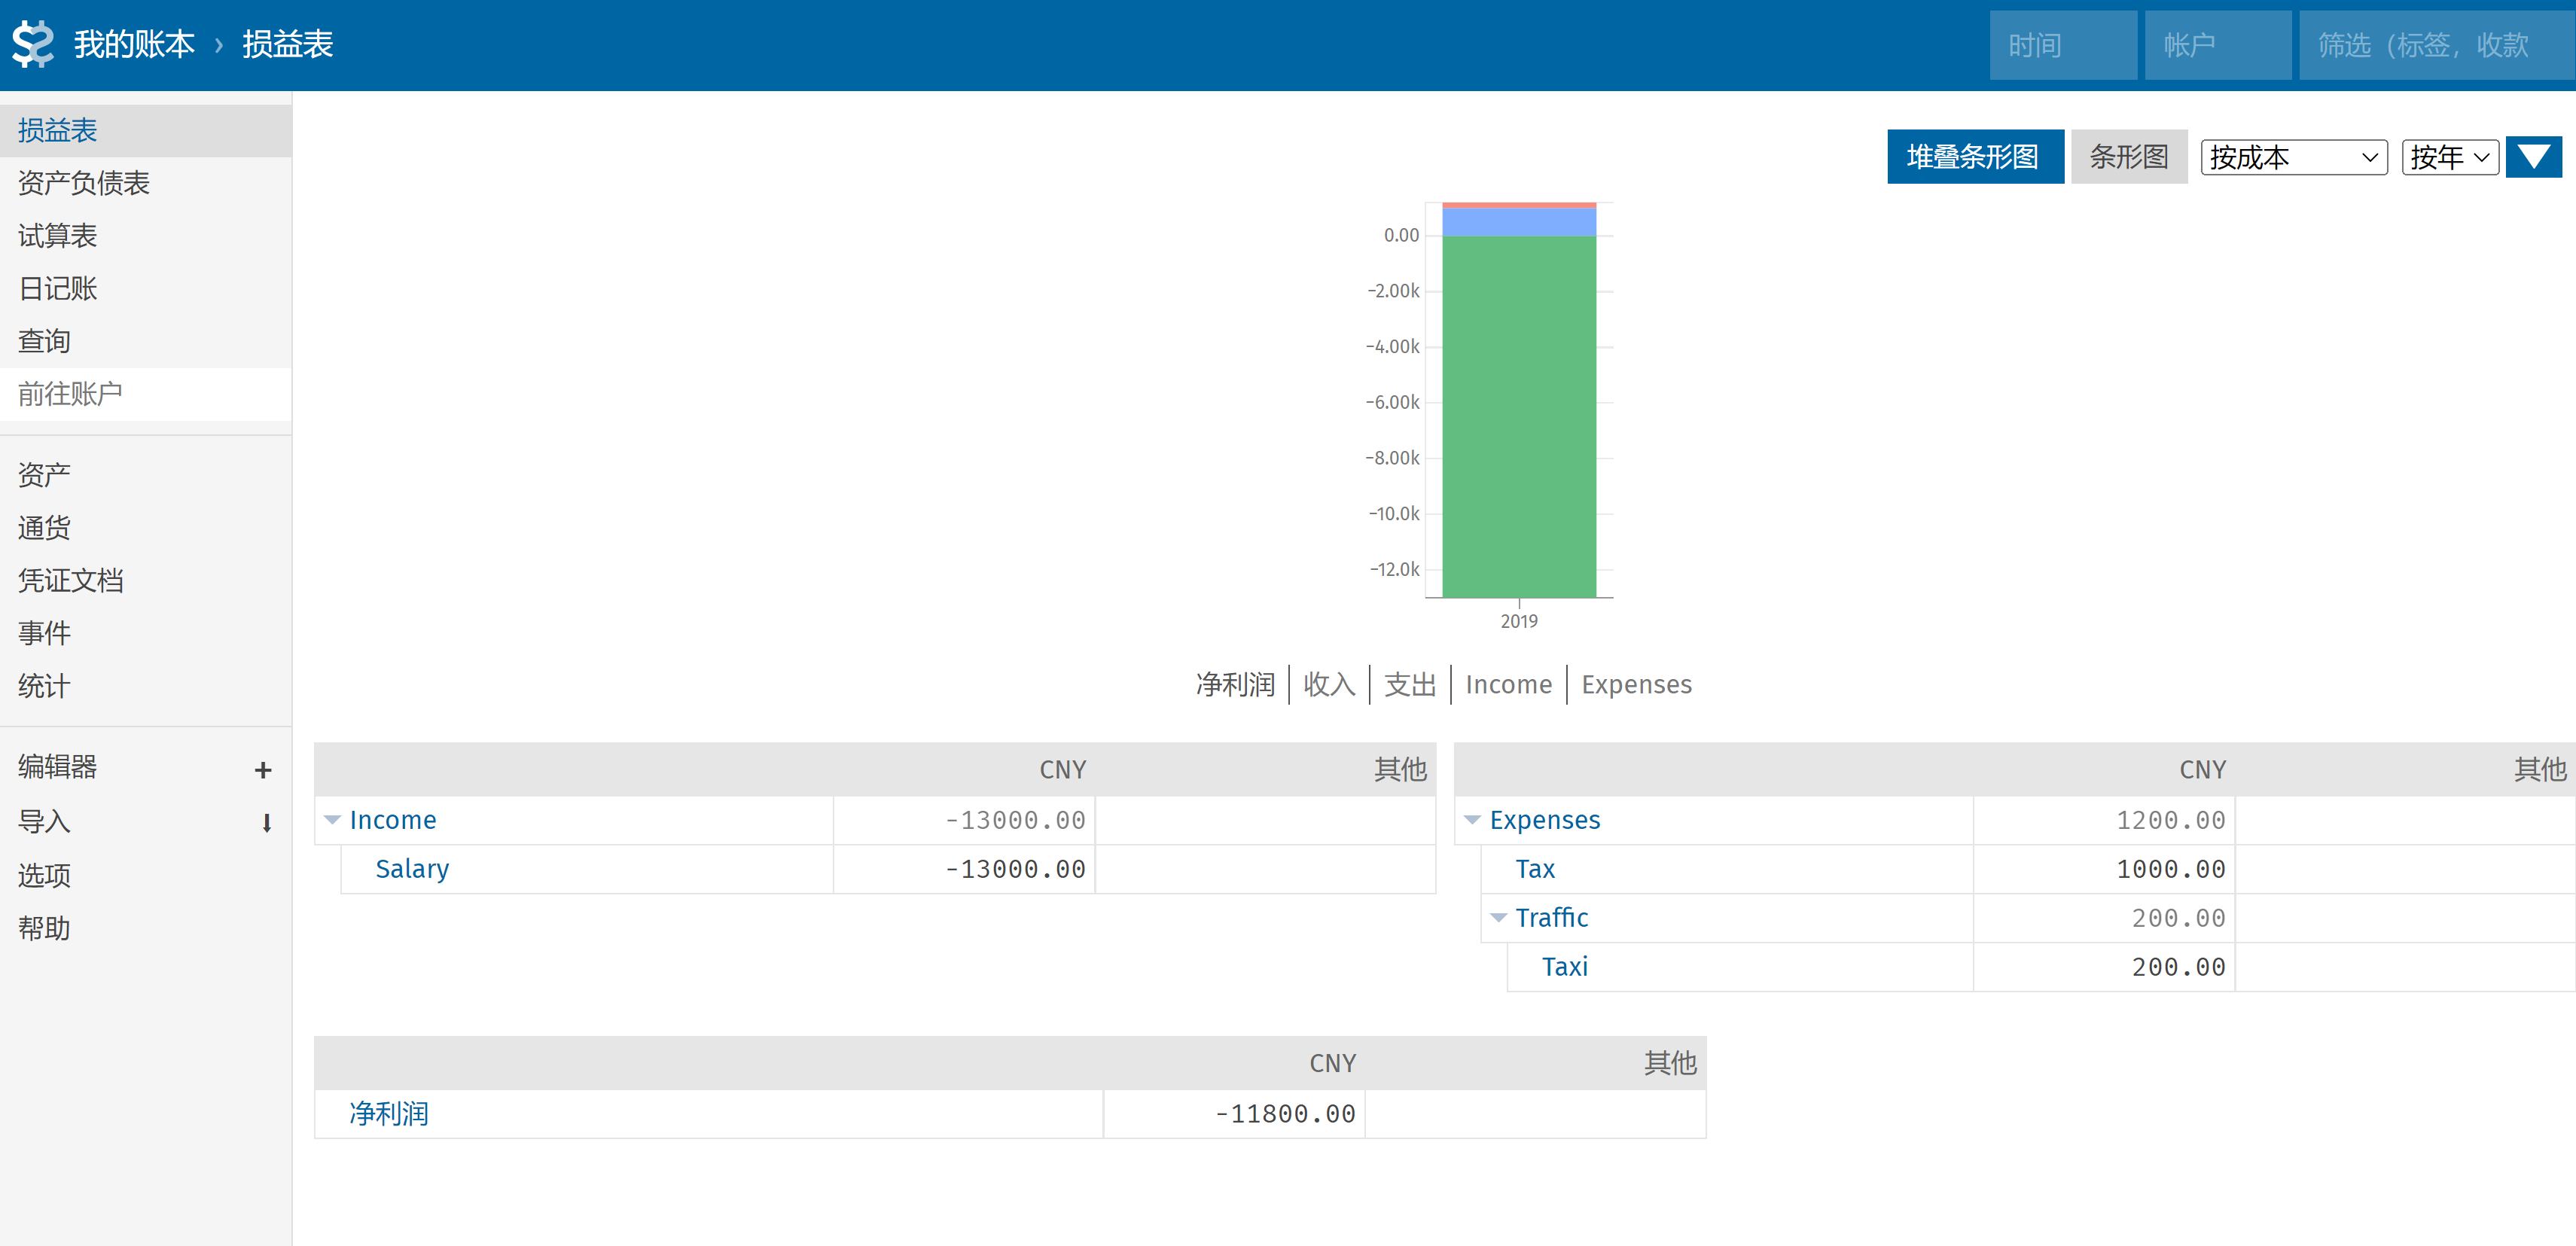 我的账本 › 损益表
时间
帐户
筛选（标签，收款
损益表
资产负债表
试算表
日记账
查询
前往账户
资产
通货
凭证文档
事件
统计
编辑器 +
导入
选项
帮助
堆叠条形图
条形图
按成本
按年
0.00
-2.00k
-4.00k
-6.00k
-8.00k
-10.0k
-12.0k
2019
净利润 收入 支出 Income Expenses
CNY 其他
Income -13000.00
Salary -13000.00
CNY 其他
Expenses 1200.00
Tax 1000.00
Traffic 200.00
Taxi 200.00
CNY 其他
净利润 -11800.00